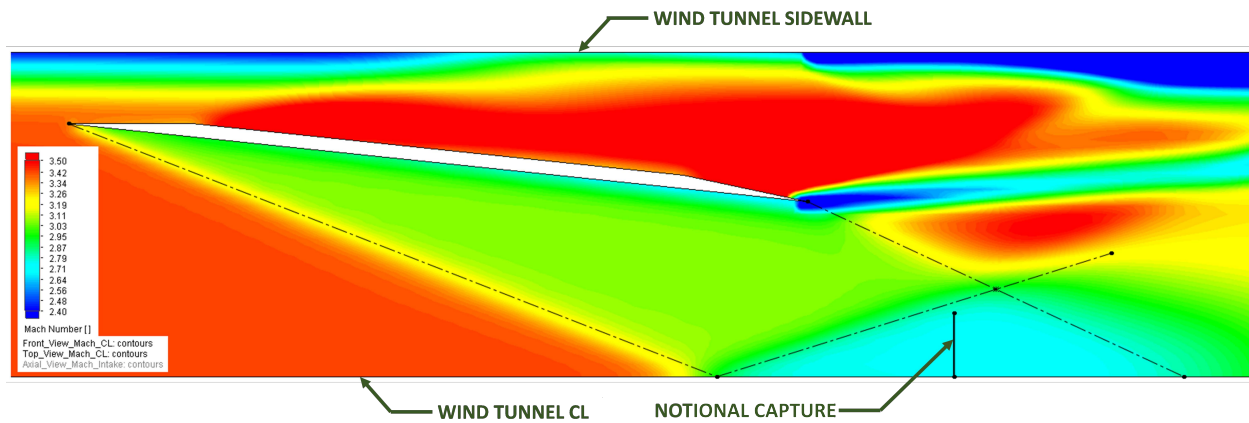 WIND TUNNEL SIDEWALL
3.50
3.42
3.34
3.26
3.19
3.11
3.03
2.95
2.87
2.79
2.71
2.64
2.56
2.48
2.40
Mach Number []
Front_View_Mach_CL: contours
Top_View_Mach_CL: contours
Axial_View_Mach_Intake: contours
WIND TUNNEL CL
NOTIONAL CAPTURE